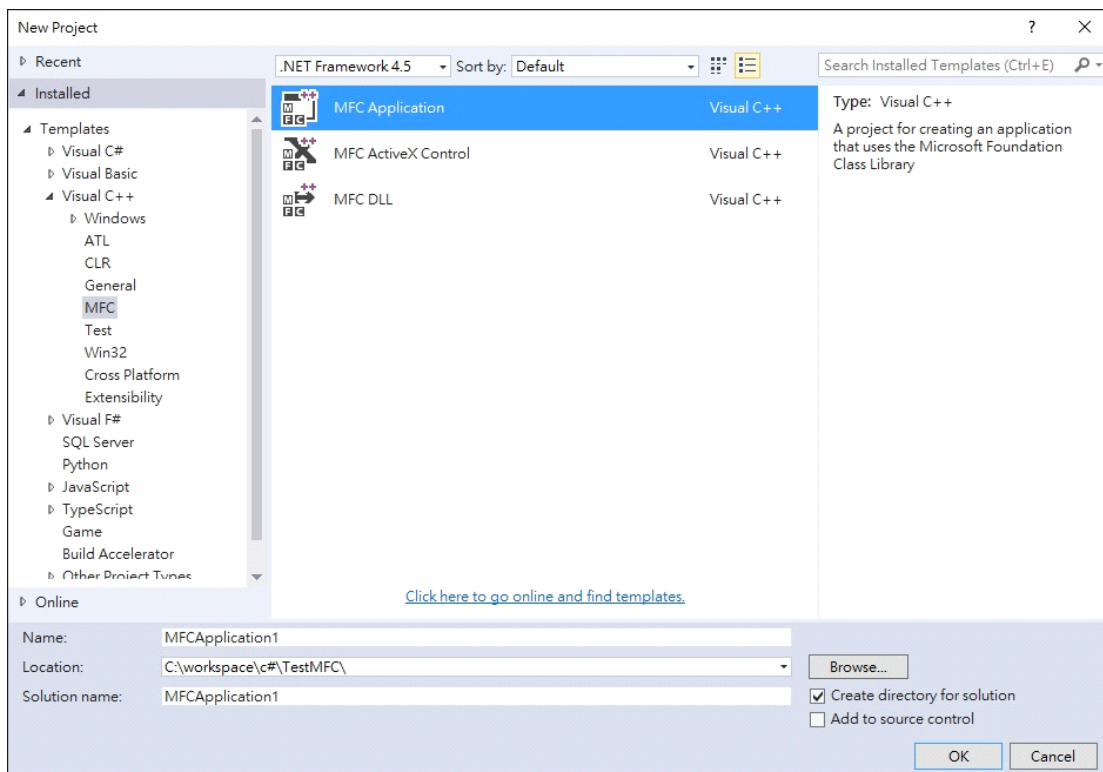 New Project
Recent
.NET Framework 4.5
Sort by: Default
Search Installed Templates (Ctrl+E)
Installed
Templates
Visual C#
Visual Basic
Visual C++
Windows
ATL
CLR
General
MFC
Test
Win32
Cross Platform
Extensibility
Visual F#
SQL Server
Python
JavaScript
TypeScript
Game
Build Accelerator
Other Project Types
Online
MFC Application Visual C++
MFC ActiveX Control Visual C++
MFC DLL Visual C++
Click here to go online and find templates.
Type: Visual C++
A project for creating an application
that uses the Microsoft Foundation
Class Library
Name: MFCApplication1
Location: C:\workspace\c#\TestMFC\
Browse...
Solution name: MFCApplication1
Create directory for solution
Add to source control
OK Cancel